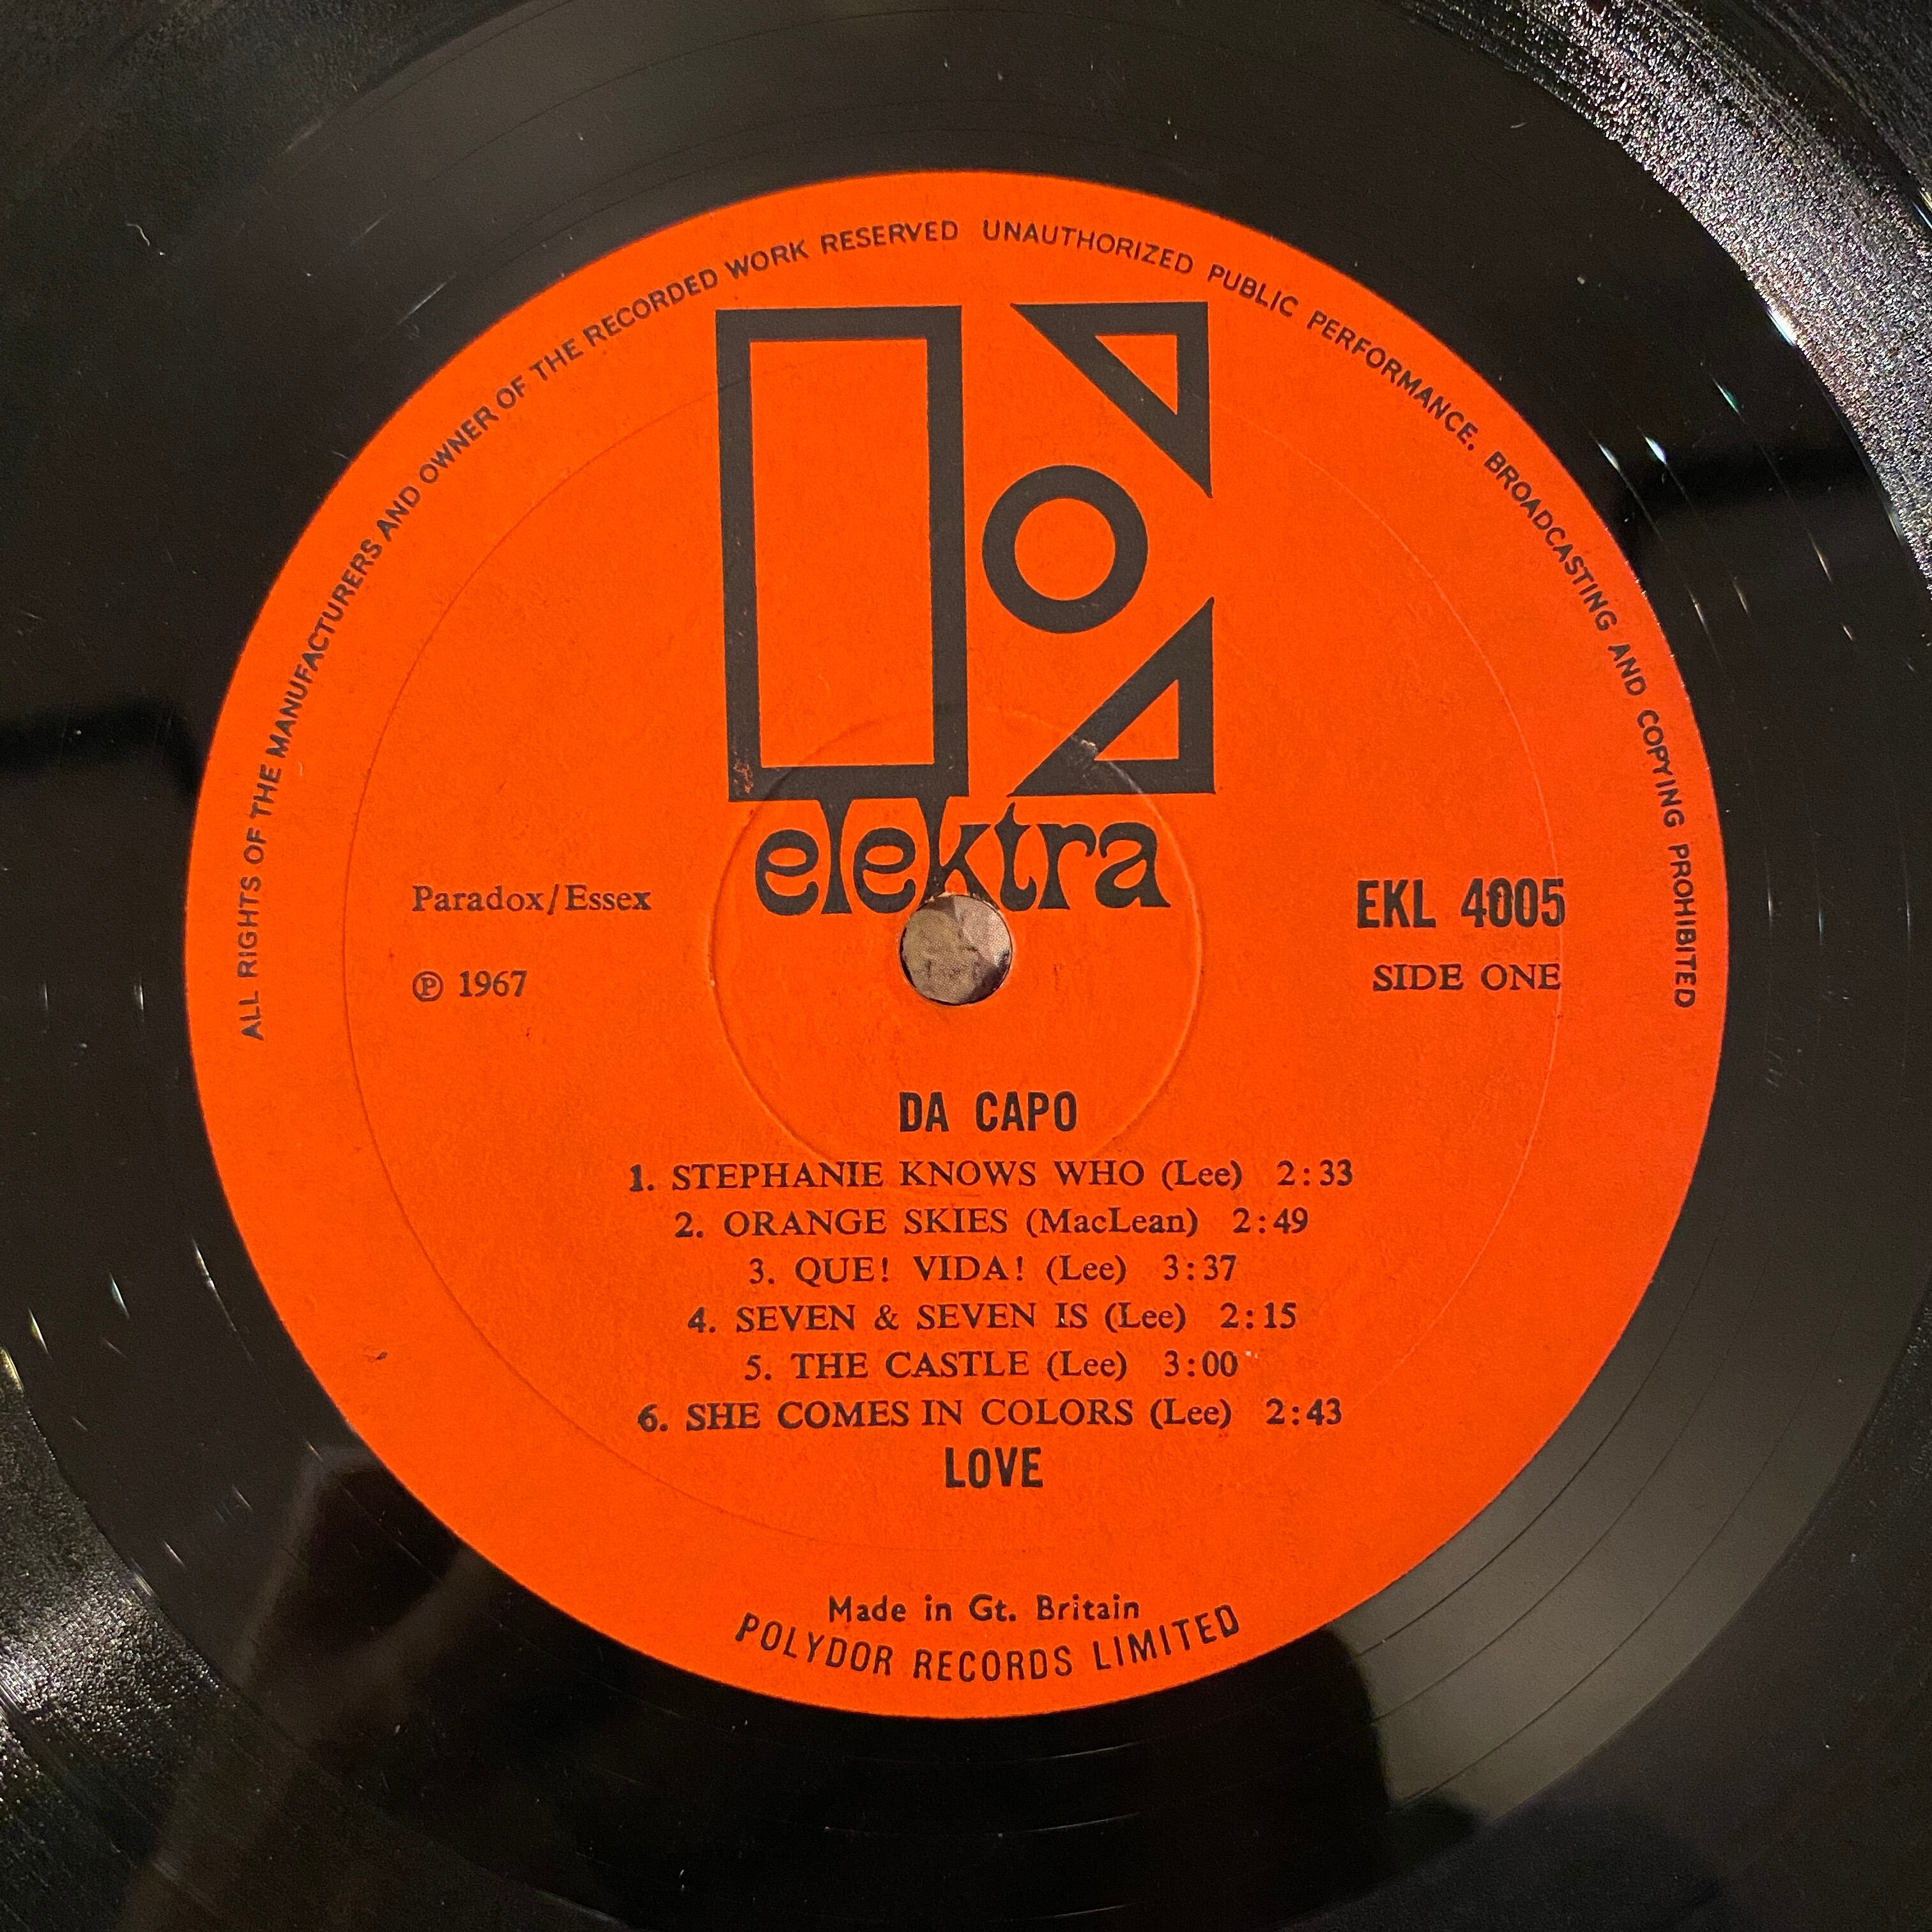 ALL RIGHTS OF THE MANUFACTURERS AND OWNER OF THE RECORDED WORK RESERVED UNAUTHORIZED PUBLIC PERFORMANCE. BROADCASTING AND COPYING PROHIBITED
elektra
Paradox/Essex
℗ 1967
EKL 4005
SIDE ONE
DA CAPO
1. STEPHANIE KNOWS WHO (Lee) 2:33
2. ORANGE SKIES (MacLean) 2:49
3. QUE! VIDA! (Lee) 3:37
4. SEVEN & SEVEN IS (Lee) 2:15
5. THE CASTLE (Lee) 3:00
6. SHE COMES IN COLORS (Lee) 2:43
LOVE
Made in Gt. Britain
POLYDOR RECORDS LIMITED